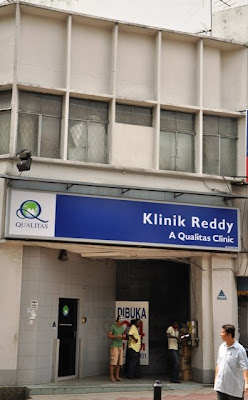 QUALITAS
Klinik Reddy
A Qualitas Clinic
DIBUKA